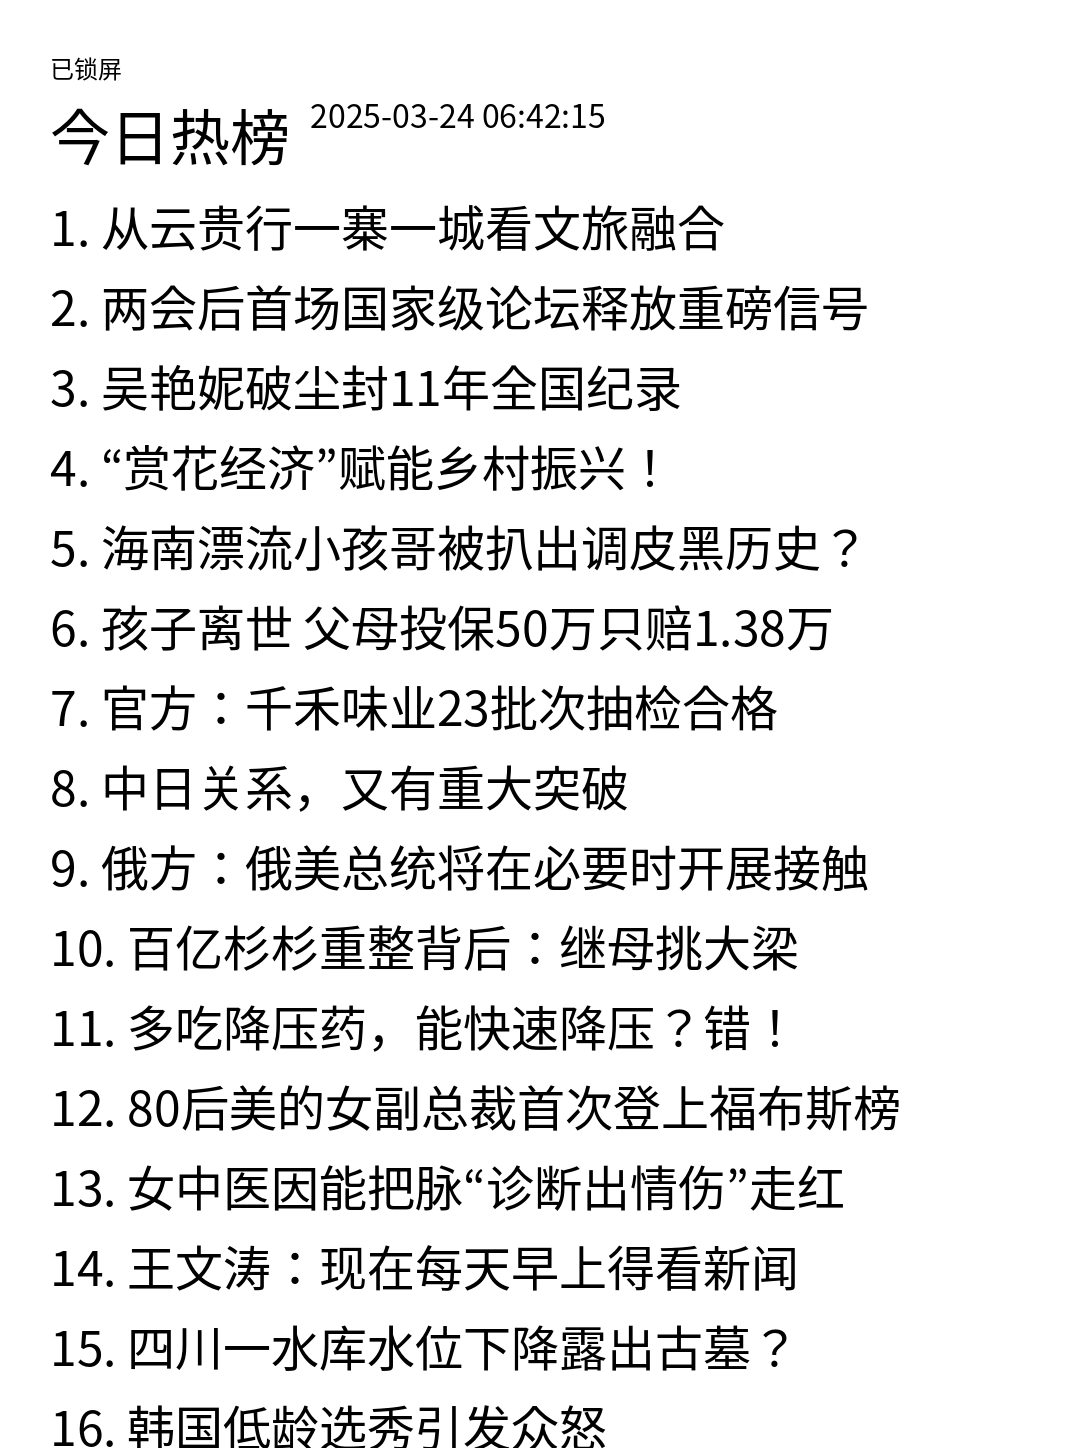 已锁屏
今日热榜 2025-03-24 06:42:15
1. 从云贵行一寨一城看文旅融合
2. 两会后首场国家级论坛释放重磅信号
3. 吴艳妮破尘封11年全国纪录
4. “赏花经济”赋能乡村振兴！
5. 海南漂流小孩哥被扒出调皮黑历史？
6. 孩子离世 父母投保50万只赔1.38万
7. 官方：千禾味业23批次抽检合格
8. 中日关系，又有重大突破
9. 俄方：俄美总统将在必要时开展接触
10. 百亿杉杉重整背后：继母挑大梁
11. 多吃降压药，能快速降压？错！
12. 80后美的女副总裁首次登上福布斯榜
13. 女中医因能把脉“诊断出情伤”走红
14. 王文涛：现在每天早上得看新闻
15. 四川一水库水位下降露出古墓？
16. 韩国低龄选秀引发众怒